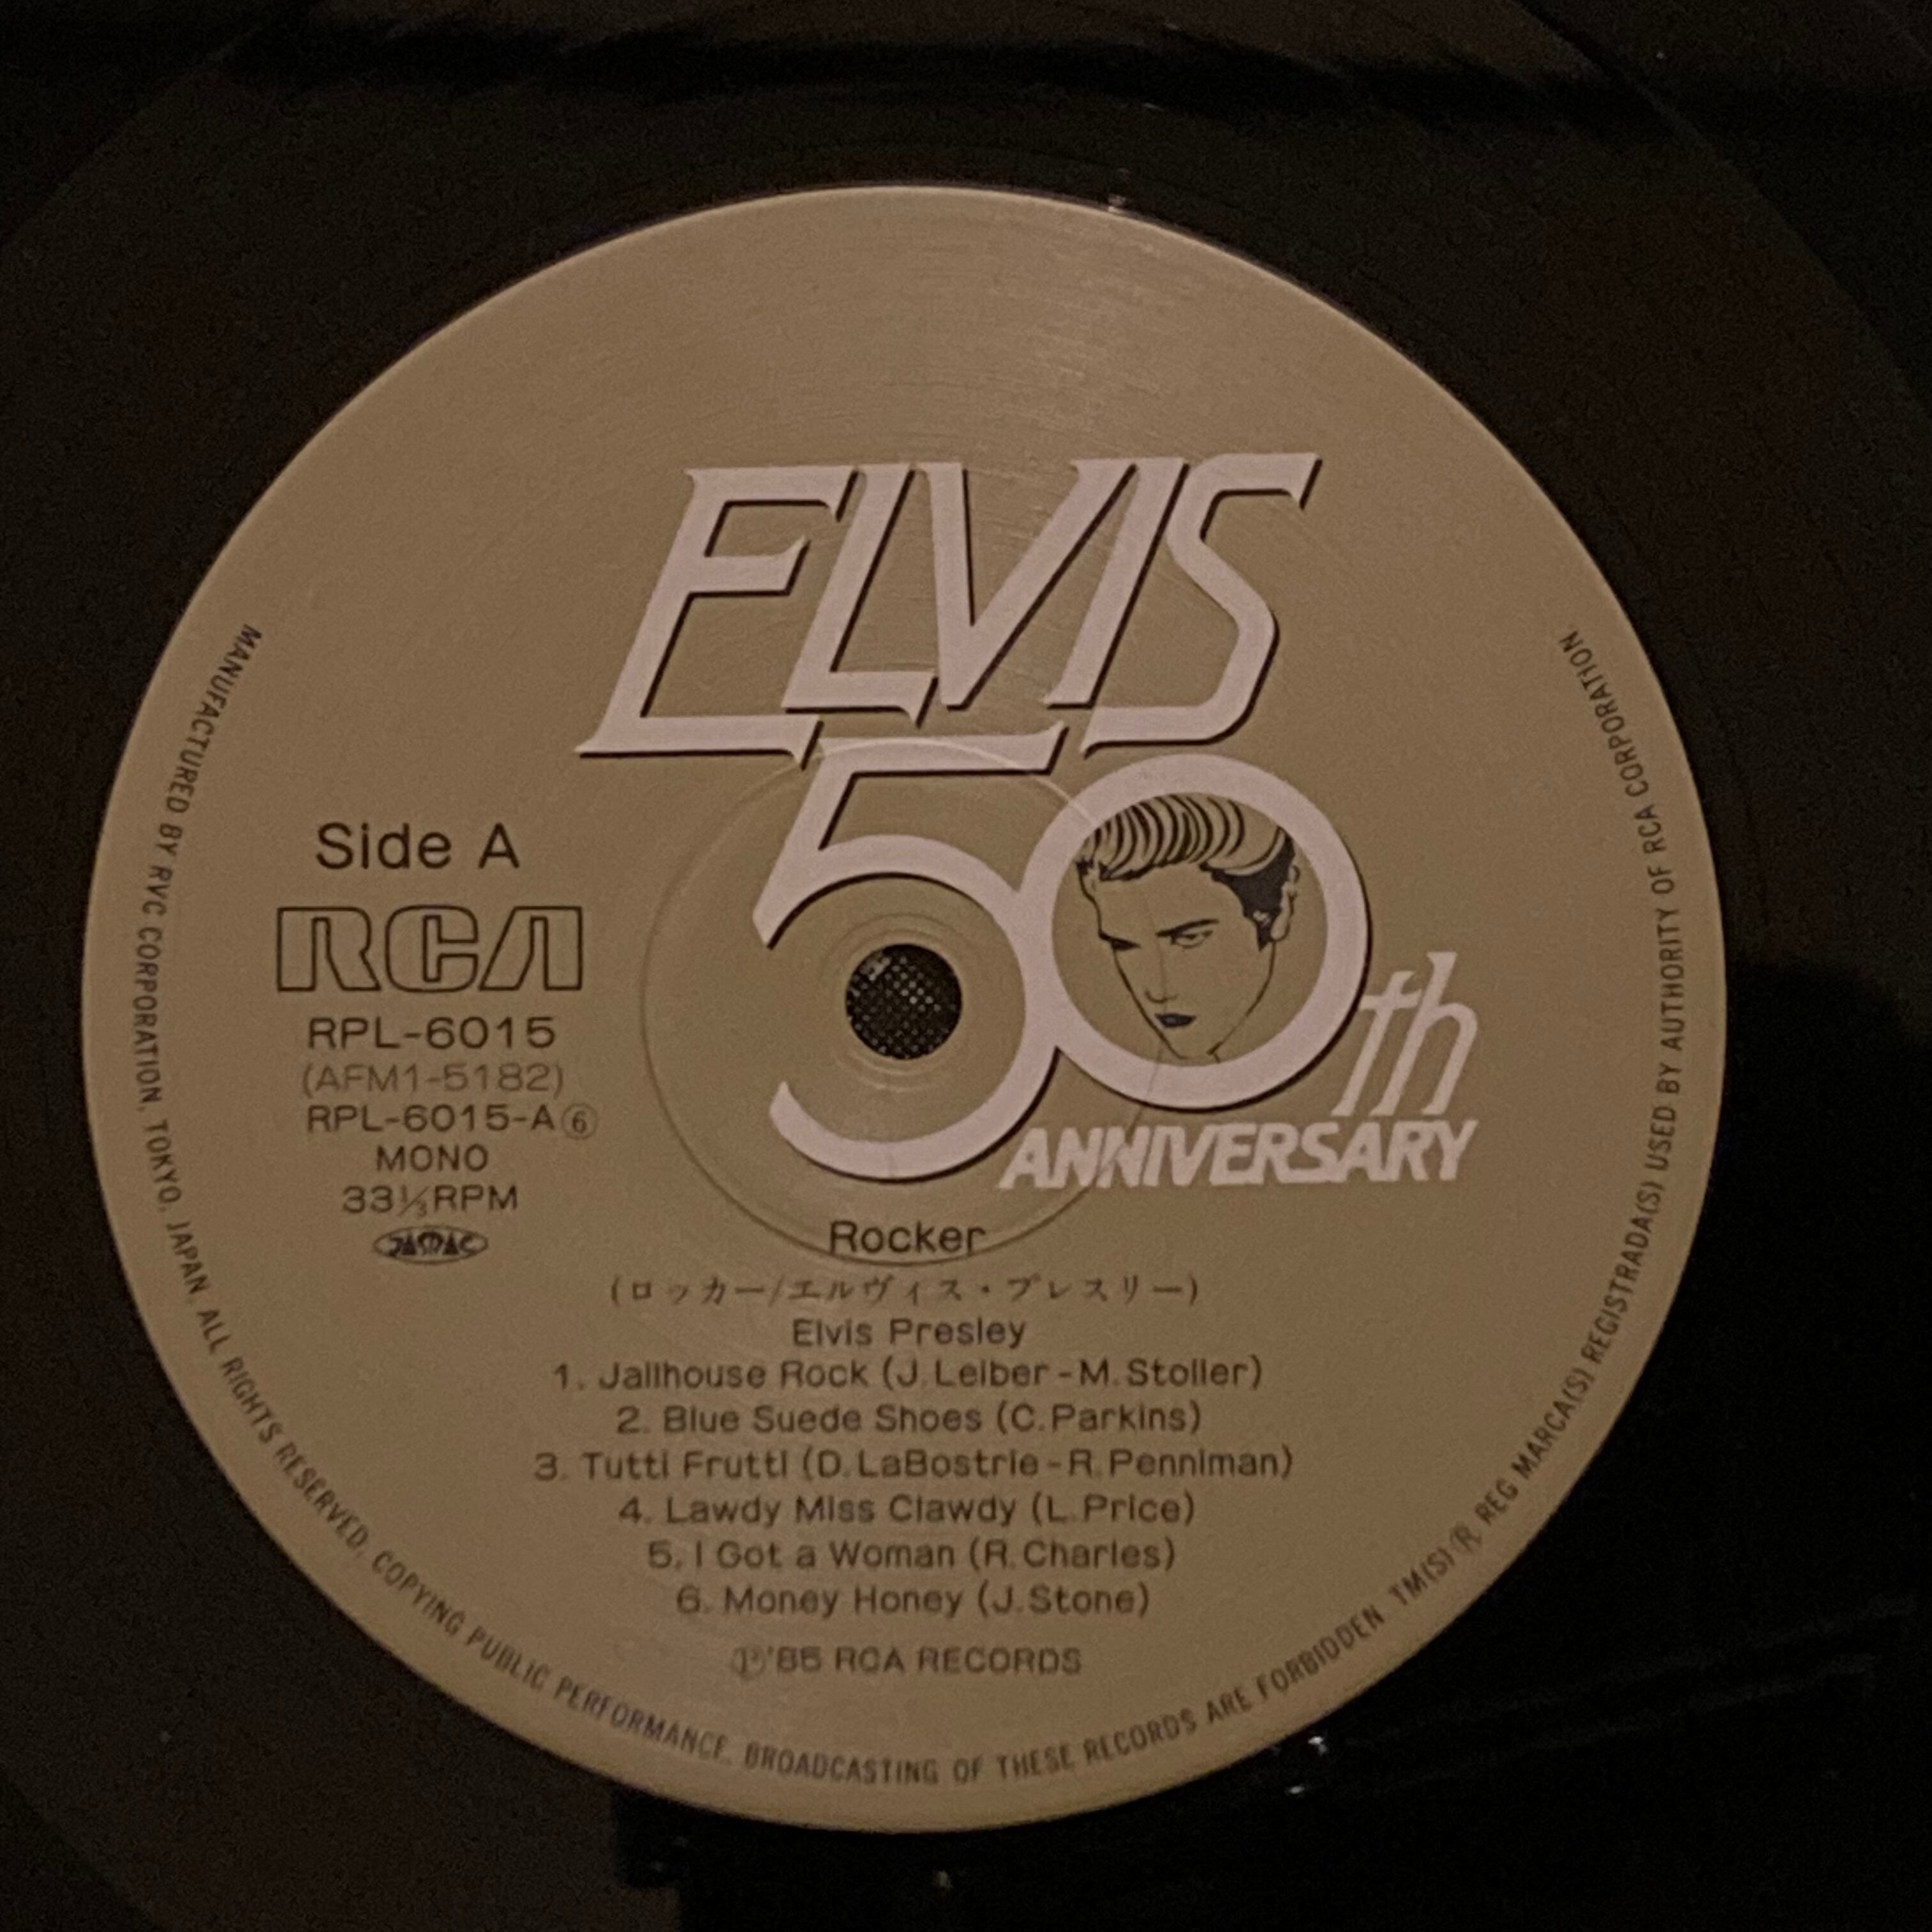 ELVIS
50th
ANNIVERSARY
Side A
RCA
RPL-6015
(AFM1-5182)
RPL-6015-A⑥
MONO
33⅓RPM
JASRAC
Rocker
(ロッカー/エルヴィス・プレスリー)
Elvis Presley
1. Jailhouse Rock (J. Leiber-M. Stoller)
2. Blue Suede Shoes (C. Parkins)
3. Tutti Frutti (D. LaBostrie-R. Penniman)
4. Lawdy Miss Clawdy (L. Price)
5. I Got a Woman (R. Charles)
6. Money Honey (J. Stone)
Ⓟ'85 RCA RECORDS
MANUFACTURED BY RVC CORPORATION, TOKYO, JAPAN. ALL RIGHTS RESERVED, COPYING PUBLIC PERFORMANCE, BROADCASTING OF THESE RECORDS ARE FORBIDDEN TM(S) ® REG MARCA(S) REGISTRADA(S) USED BY AUTHORITY OF RCA CORPORATION.